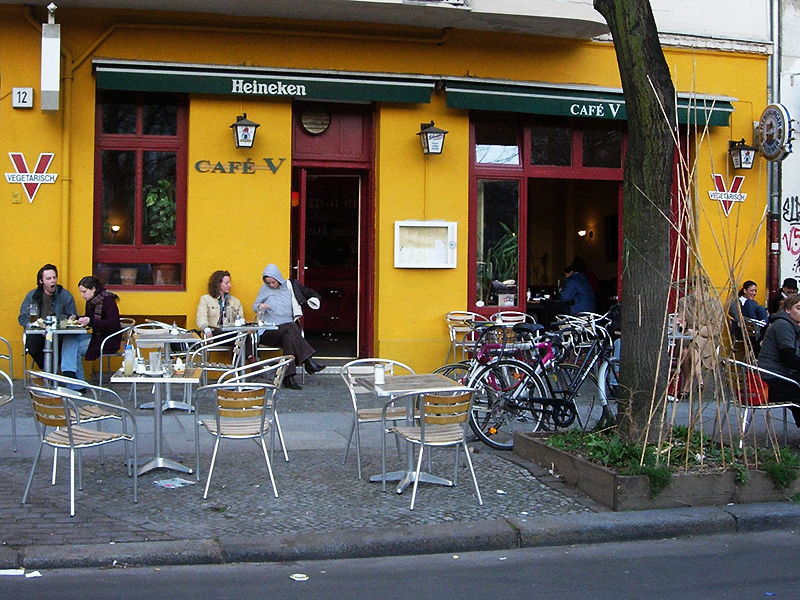 12
Heineken
CAFÉ V
CAFÉ V
V
VEGETARISCH
V
VEGETARISCH